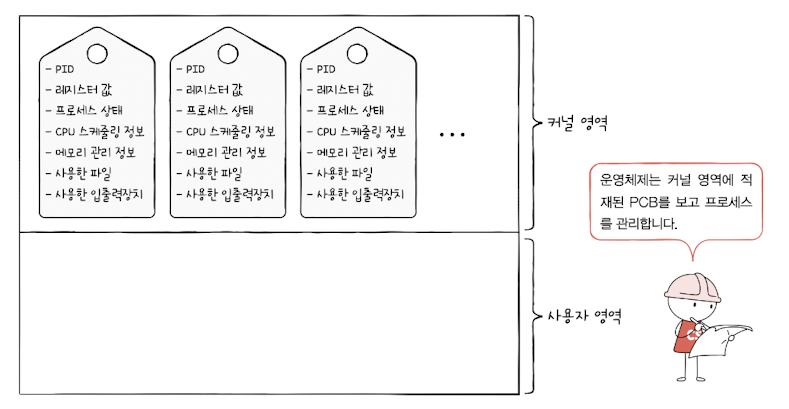 - PID
- 레지스터 값
- 프로세스 상태
- CPU 스케줄링 정보
- 메모리 관리 정보
- 사용한 파일
- 사용한 입출력장치
- PID
- 레지스터 값
- 프로세스 상태
- CPU 스케줄링 정보
- 메모리 관리 정보
- 사용한 파일
- 사용한 입출력장치
- PID
- 레지스터 값
- 프로세스 상태
- CPU 스케줄링 정보
- 메모리 관리 정보
- 사용한 파일
- 사용한 입출력장치
...
커널 영역
운영체제는 커널 영역에 적
재된 PCB를 보고 프로세스
를 관리합니다.
사용자 영역